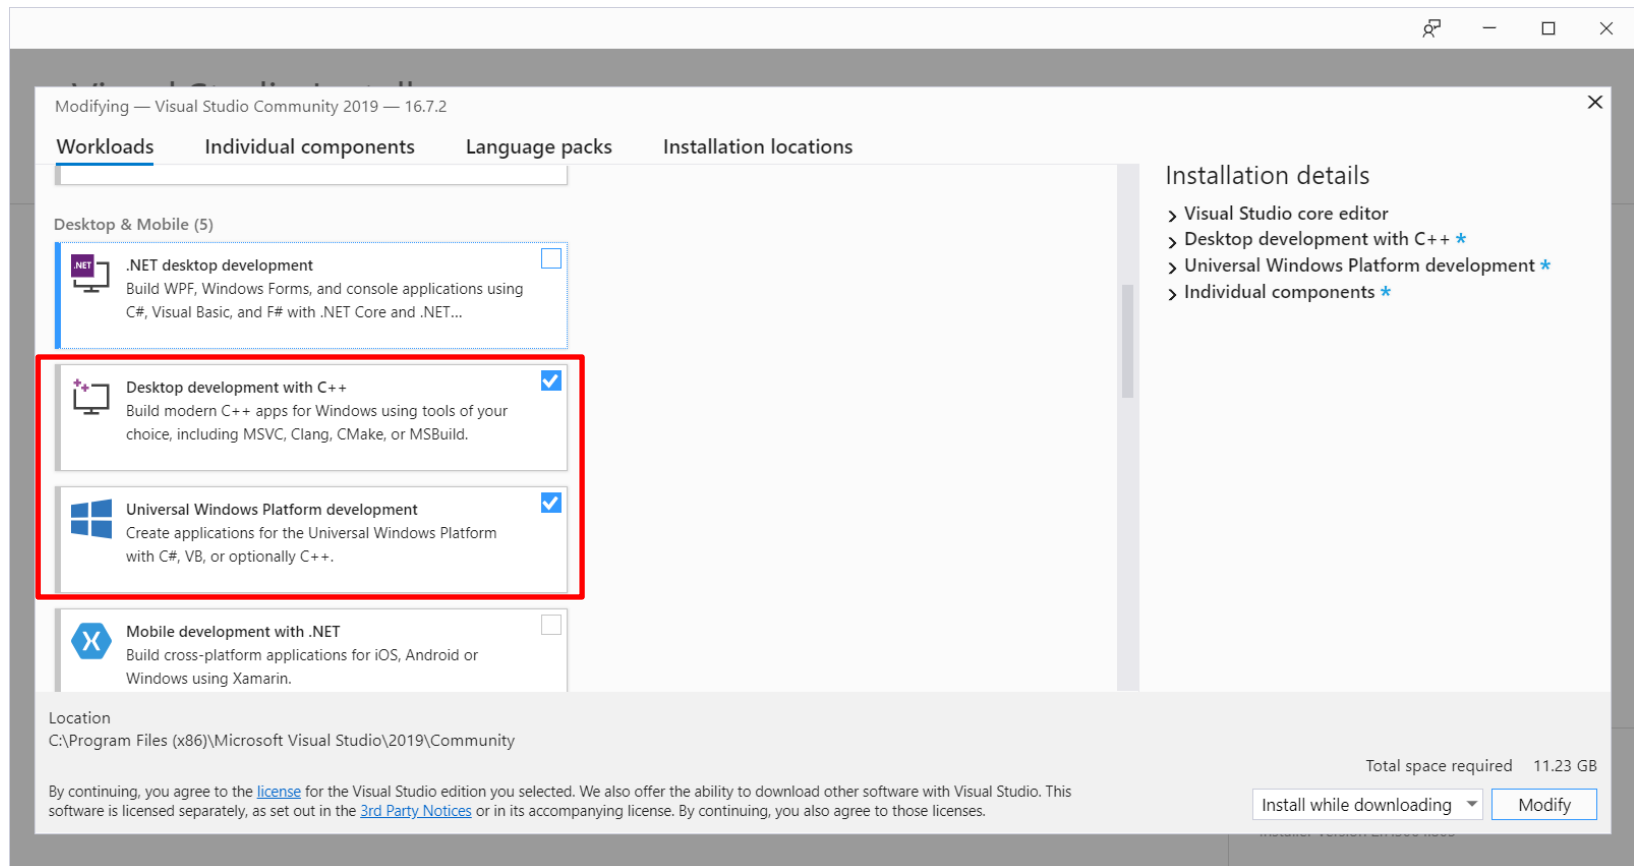 Modifying — Visual Studio Community 2019 — 16.7.2
Workloads
Individual components
Language packs
Installation locations
Desktop & Mobile (5)
.NET
.NET desktop development
Build WPF, Windows Forms, and console applications using
C#, Visual Basic, and F# with .NET Core and .NET...
Desktop development with C++
Build modern C++ apps for Windows using tools of your
choice, including MSVC, Clang, CMake, or MSBuild.
Universal Windows Platform development
Create applications for the Universal Windows Platform
with C#, VB, or optionally C++.
Mobile development with .NET
Build cross-platform applications for iOS, Android or
Windows using Xamarin.
Installation details
Visual Studio core editor
Desktop development with C++ *
Universal Windows Platform development *
Individual components *
Location
C:\Program Files (x86)\Microsoft Visual Studio\2019\Community
Total space required 11.23 GB
By continuing, you agree to the license for the Visual Studio edition you selected. We also offer the ability to download other software with Visual Studio. This
software is licensed separately, as set out in the 3rd Party Notices or in its accompanying license. By continuing, you also agree to those licenses.
Install while downloading
Modify